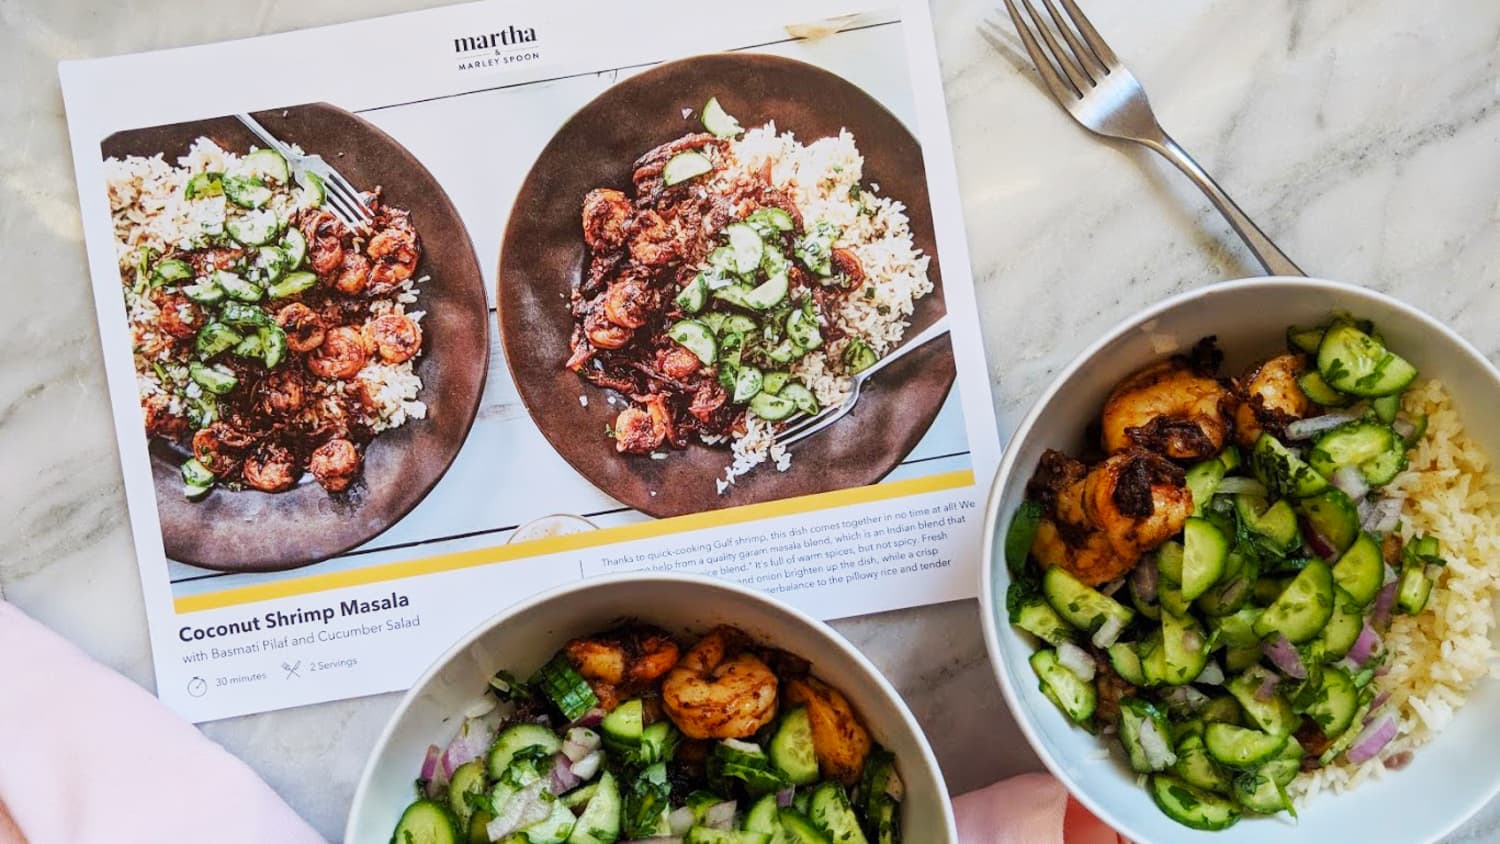 martha
&
MARLEY SPOON
Coconut Shrimp Masala
with Basmati Pilaf and Cucumber Salad
30 minutes
2 Servings
Thanks to quick-cooking Gulf shrimp, this dish comes together in no time at all! We
help from a quality garam masala blend, which is an Indian blend that
blend." It's full of warm spices, but not spicy. Fresh
and onion brighten up the dish, while a crisp
to the pillowy rice and tender